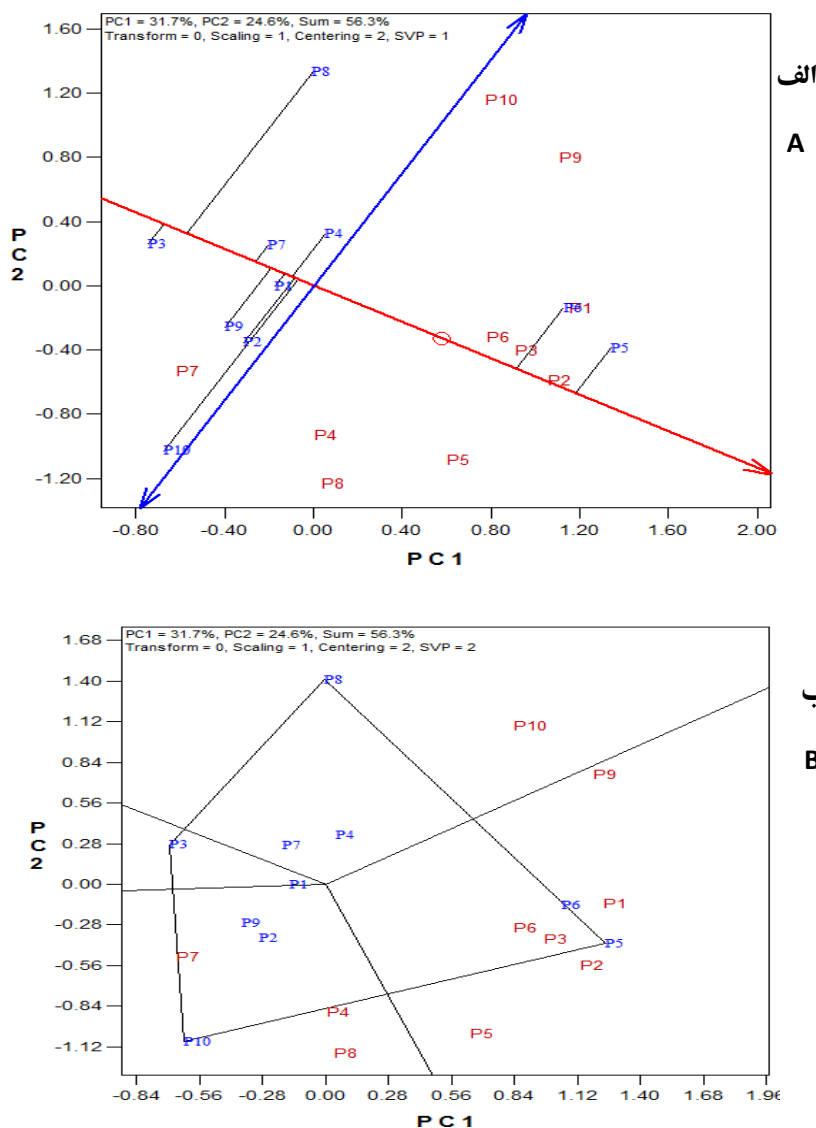 PC1 = 31.7%, PC2 = 24.6%, Sum = 56.3%
Transform = 0, Scaling = 1, Centering = 2, SVP = 1
الف
A
1.60
1.20
0.80
0.40
0.00
-0.40
-0.80
-1.20
P C 2
P8
P10
P9
P4
P3
P7
P1
P6
P1
P9
P2
P6
P3
P5
P7
P2
P10
P4
P5
P8
-0.80 -0.40 0.00 0.40 0.80 1.20 1.60 2.00
P C 1
PC1 = 31.7%, PC2 = 24.6%, Sum = 56.3%
Transform = 0, Scaling = 1, Centering = 2, SVP = 2
ب
B
1.68
1.40
1.12
0.84
0.56
0.28
0.00
-0.28
-0.56
-0.84
-1.12
P C 2
P8
P10
P9
P3
P7
P4
P1
P6
P1
P9
P2
P6
P3
P5
P7
P2
P10
P4
P5
P8
-0.84 -0.56 -0.28 0.00 0.28 0.56 0.84 1.12 1.40 1.68 1.96
P C 1